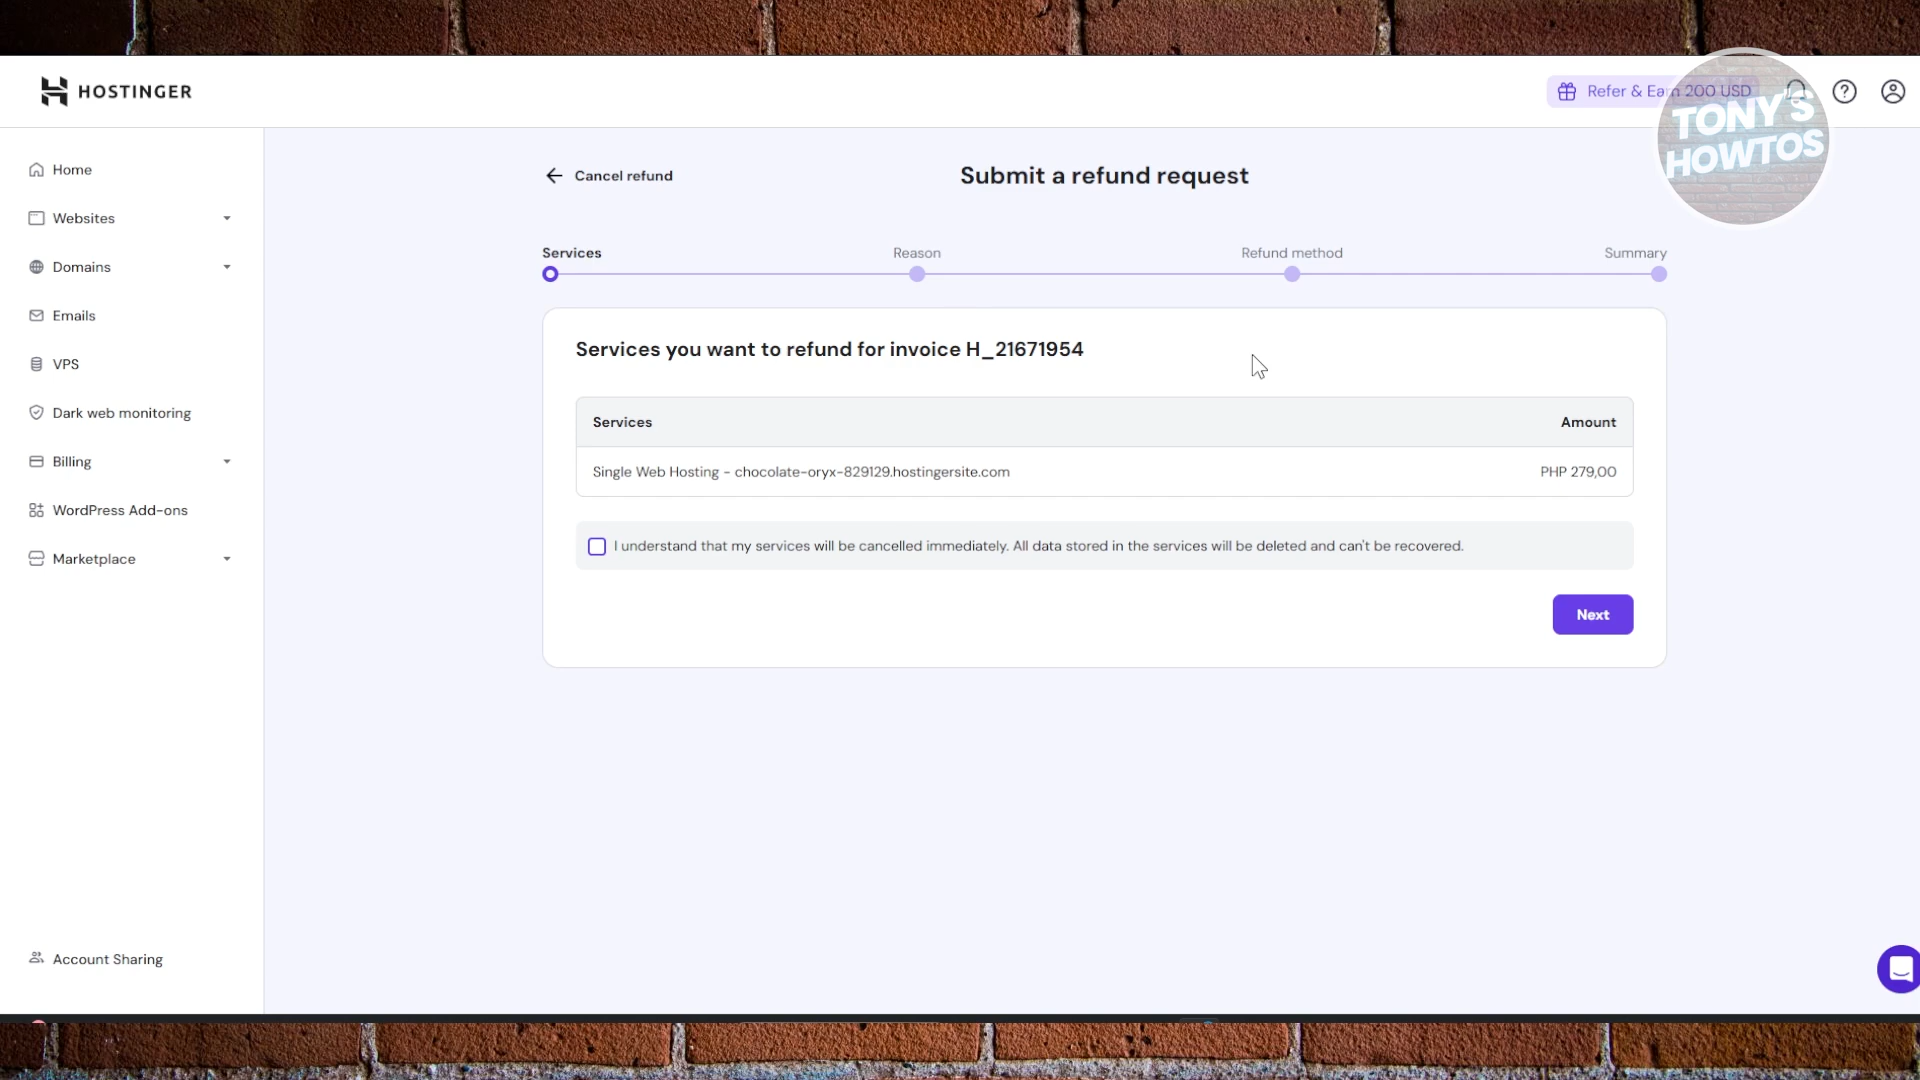 HOSTINGER
Refer & Earn 200 USD
TONY'S
HOWTOS
Home
Websites
Domains
Emails
VPS
Dark web monitoring
Billing
WordPress Add-ons
Marketplace
Account Sharing
Cancel refund
Submit a refund request
Services
Reason
Refund method
Summary
Services you want to refund for invoice H_21671954
Services Amount
Single Web Hosting - chocolate-oryx-829129.hostingersite.com PHP 279,00
I understand that my services will be cancelled immediately. All data stored in the services will be deleted and can't be recovered.
Next